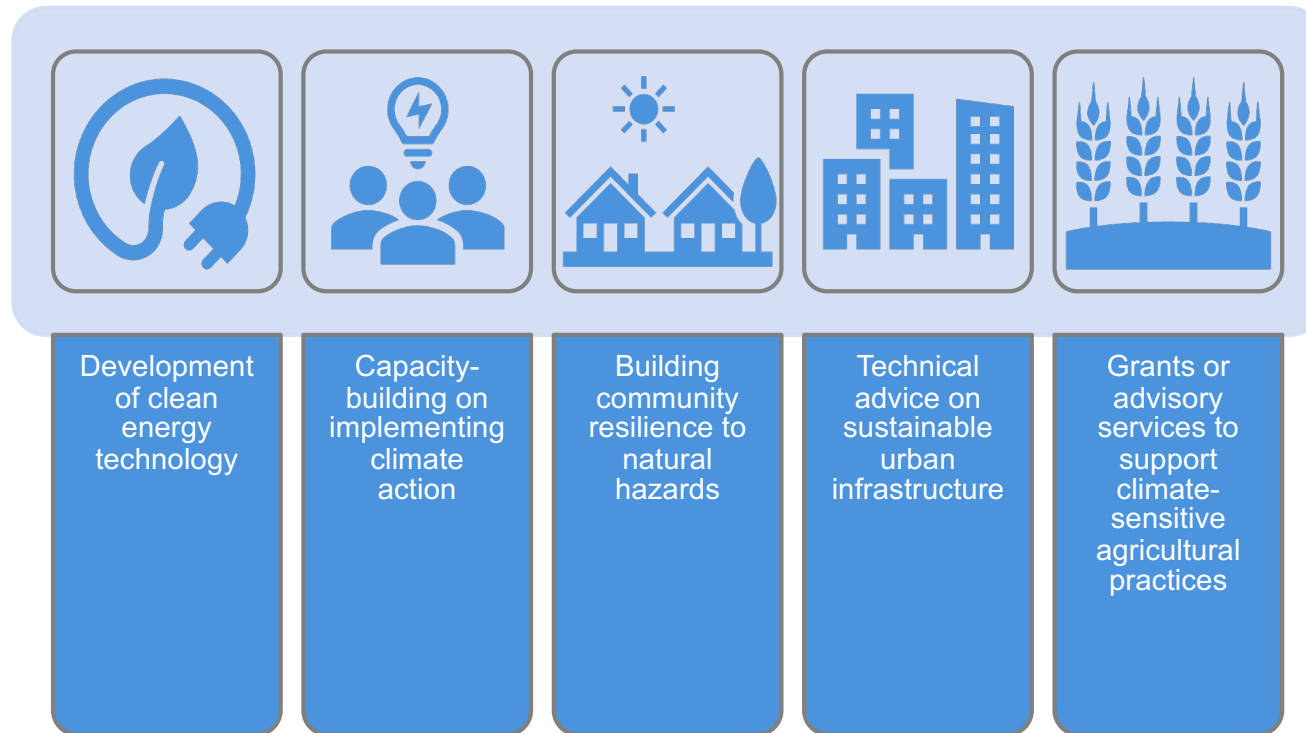 Development
of clean
energy
technology
Capacity-
building on
implementing
climate
action
Building
community
resilience to
natural
hazards
Technical
advice on
sustainable
urban
infrastructure
Grants or
advisory
services to
support
climate-
sensitive
agricultural
practices